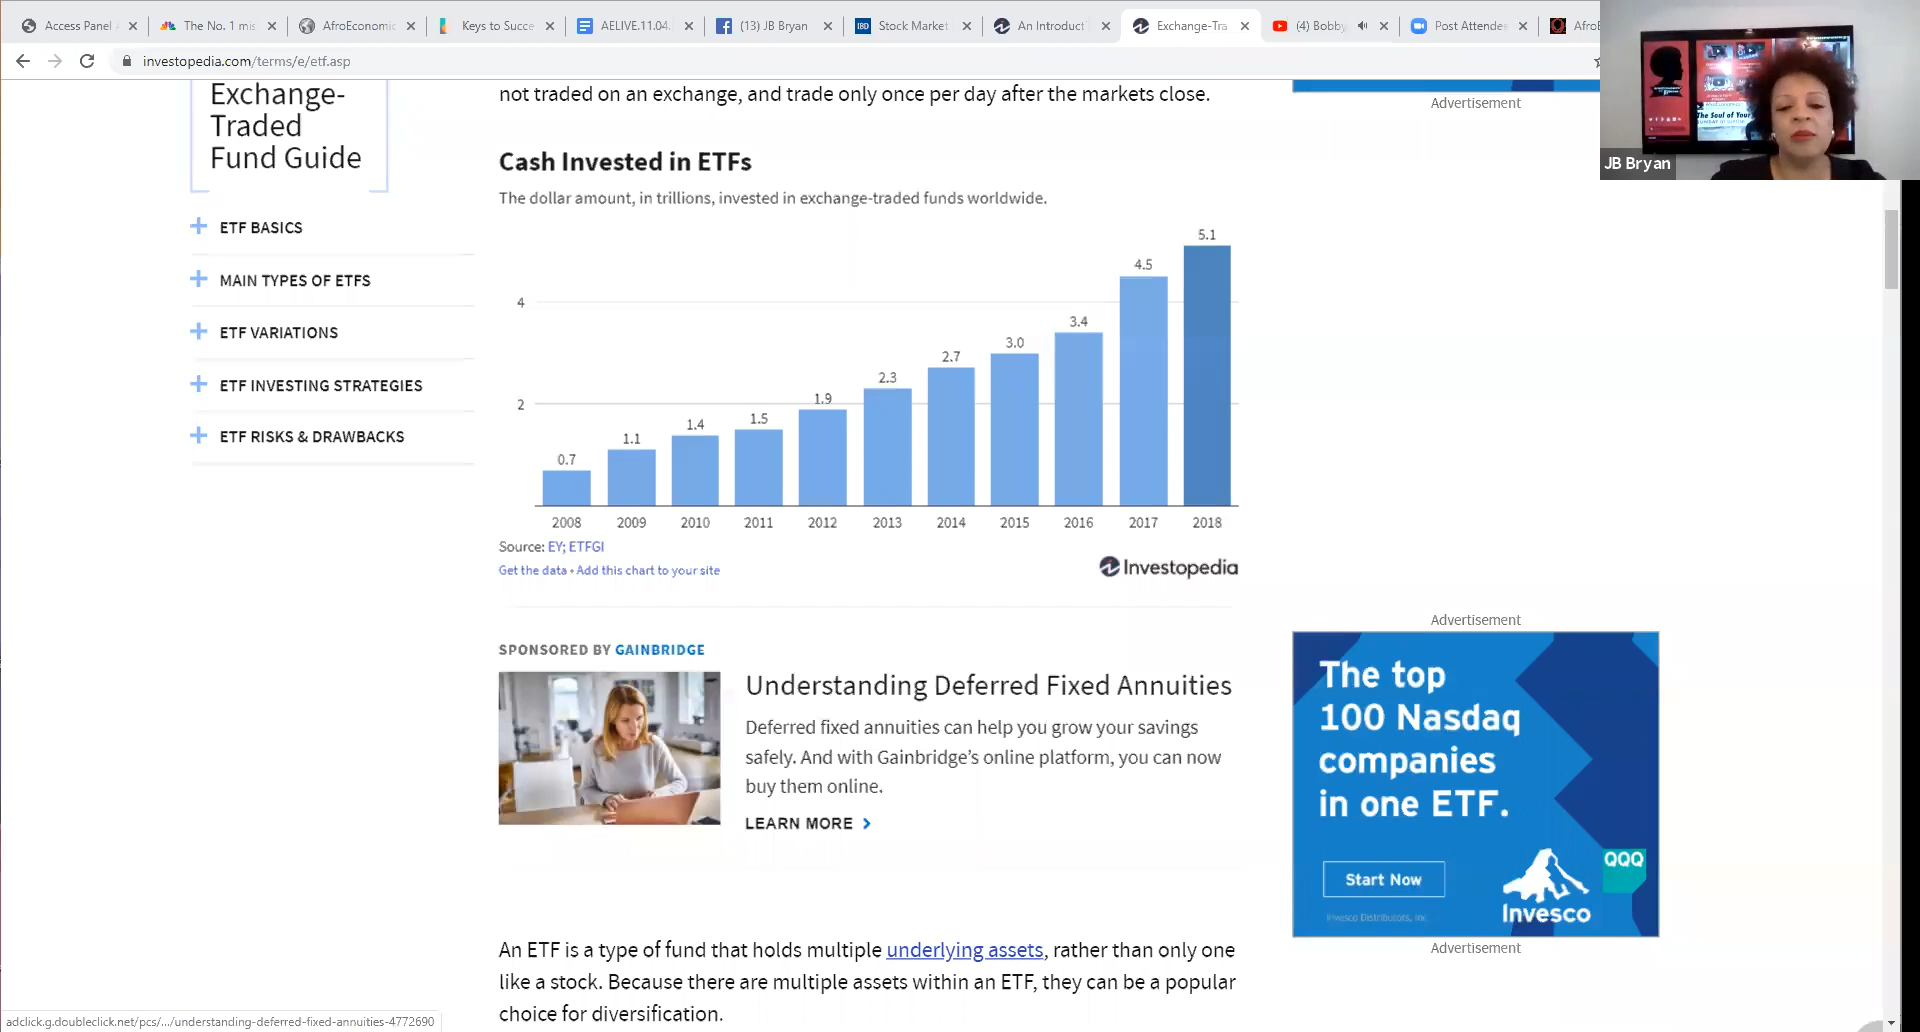 Access Panel
The No. 1 mis
AfroEconomic
Keys to Succe
AELIVE.11.04.
(13) JB Bryan
Stock Market
An Introduct
Exchange-Tra
(4) Bobby
Post Attende
AfroE
investopedia.com/terms/e/etf.asp
The Soul of Your
JB Bryan
Exchange-
Traded
Fund Guide
ETF BASICS
MAIN TYPES OF ETFS
ETF VARIATIONS
ETF INVESTING STRATEGIES
ETF RISKS & DRAWBACKS
not traded on an exchange, and trade only once per day after the markets close.
Cash Invested in ETFs
The dollar amount, in trillions, invested in exchange-traded funds worldwide.
4
2
0.7
1.1
1.4
1.5
1.9
2.3
2.7
3.0
3.4
4.5
5.1
2008 2009 2010 2011 2012 2013 2014 2015 2016 2017 2018
Source: EY; ETFGI
Get the data • Add this chart to your site
Investopedia
SPONSORED BY GAINBRIDGE
Understanding Deferred Fixed Annuities
Deferred fixed annuities can help you grow your savings
safely. And with Gainbridge’s online platform, you can now
buy them online.
LEARN MORE
An ETF is a type of fund that holds multiple underlying assets, rather than only one
like a stock. Because there are multiple assets within an ETF, they can be a popular
choice for diversification.
Advertisement
Advertisement
The top
100 Nasdaq
companies
in one ETF.
Start Now
QQQ
Invesco
Invesco Distributors, Inc.
Advertisement
adclick.g.doubleclick.net/pcs/.../understanding-deferred-fixed-annuities-4772690